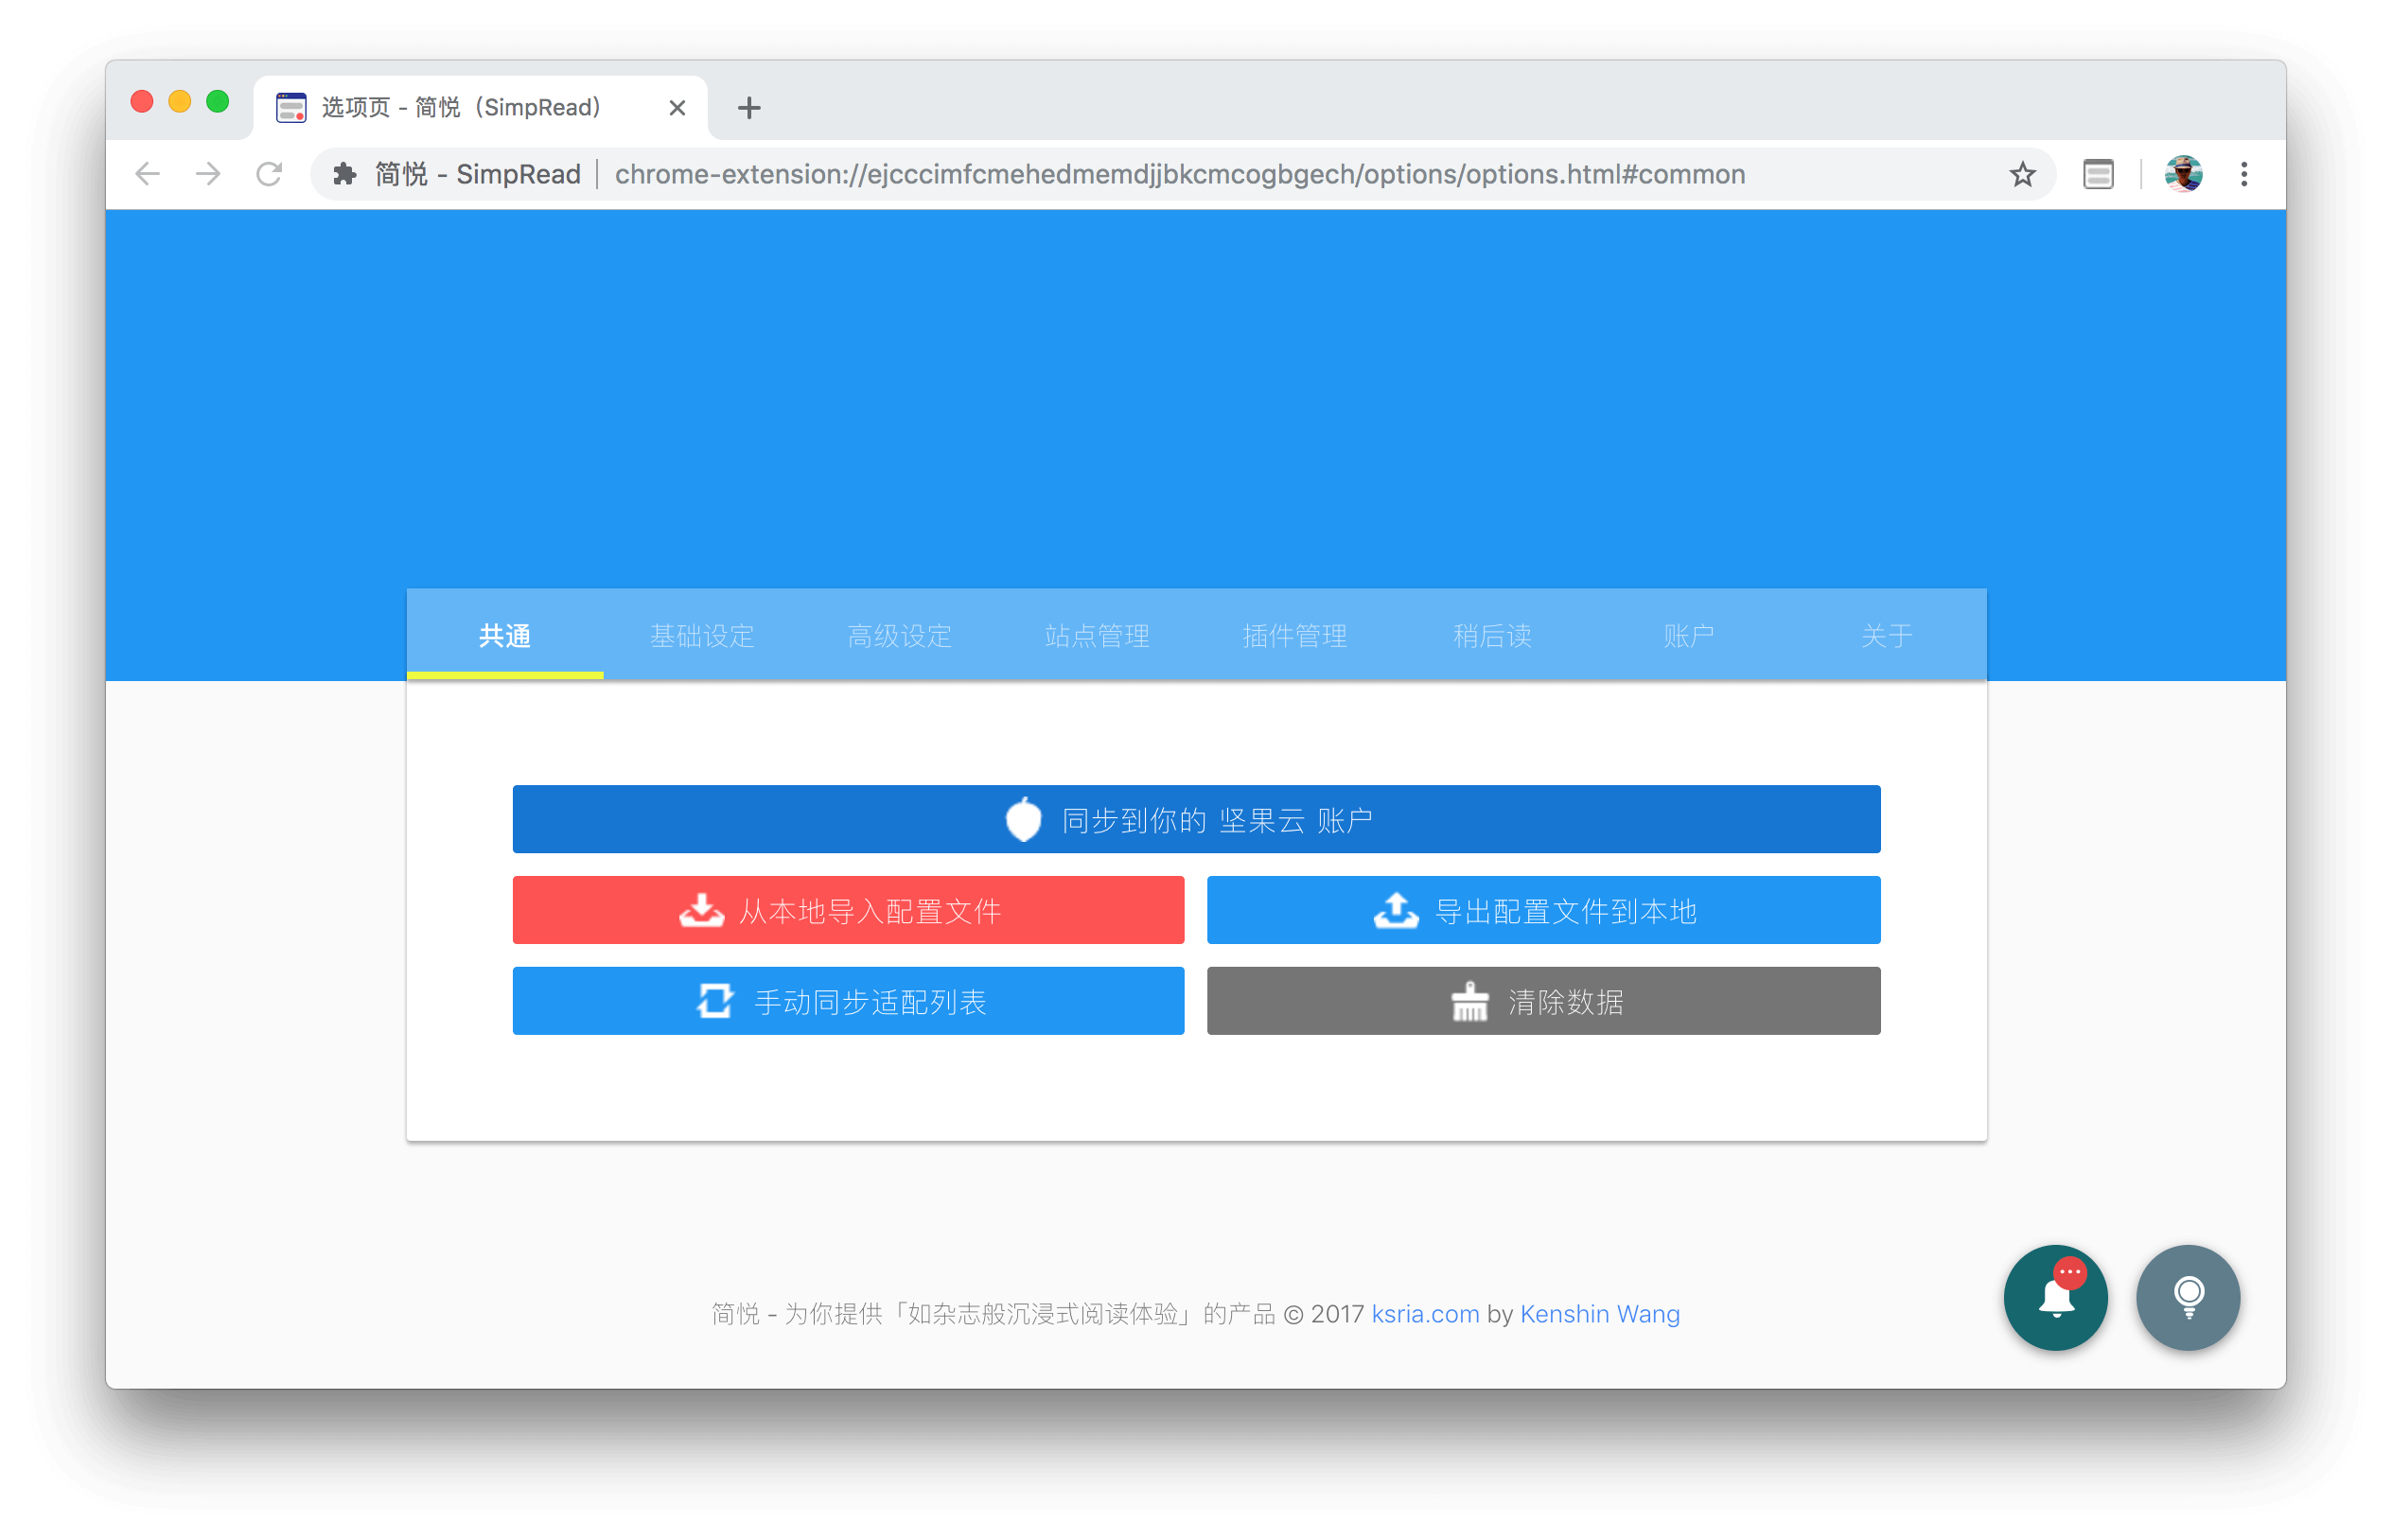 选项页 - 简悦（SimpRead）
简悦 - SimpRead chrome-extension://ejcccimfcmehedmemdjjbkcmcogbgech/options/options.html#common
共通 基础设定 高级设定 站点管理 插件管理 稍后读 账户 关于
同步到你的 坚果云 账户
从本地导入配置文件 导出配置文件到本地
手动同步适配列表 清除数据
简悦 - 为你提供「如杂志般沉浸式阅读体验」的产品 © 2017 ksria.com by Kenshin Wang